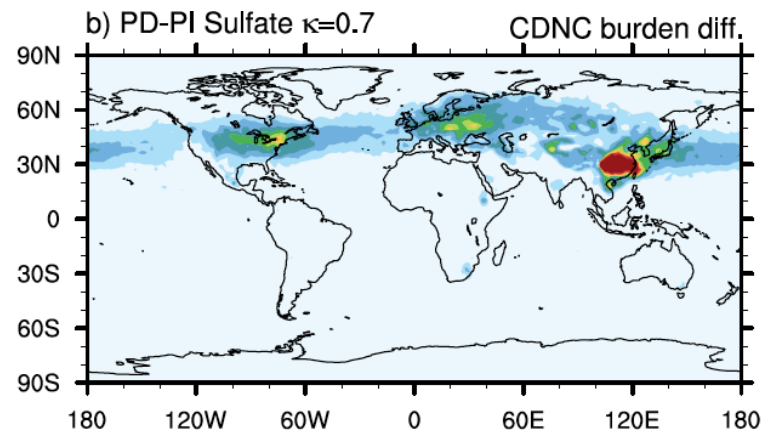 b) PD-PI Sulfate κ=0.7 CDNC burden diff.
90N
60N
30N
0
30S
60S
90S
180 120W 60W 0 60E 120E 180